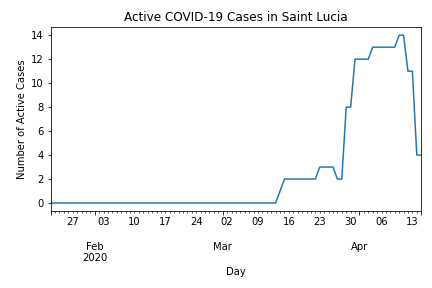 Active COVID-19 Cases in Saint Lucia
Number of Active Cases
14
12
10
8
6
4
2
0
27 03 10 17 24 02 09 16 23 30 06 13
Feb Mar Apr
2020
Day